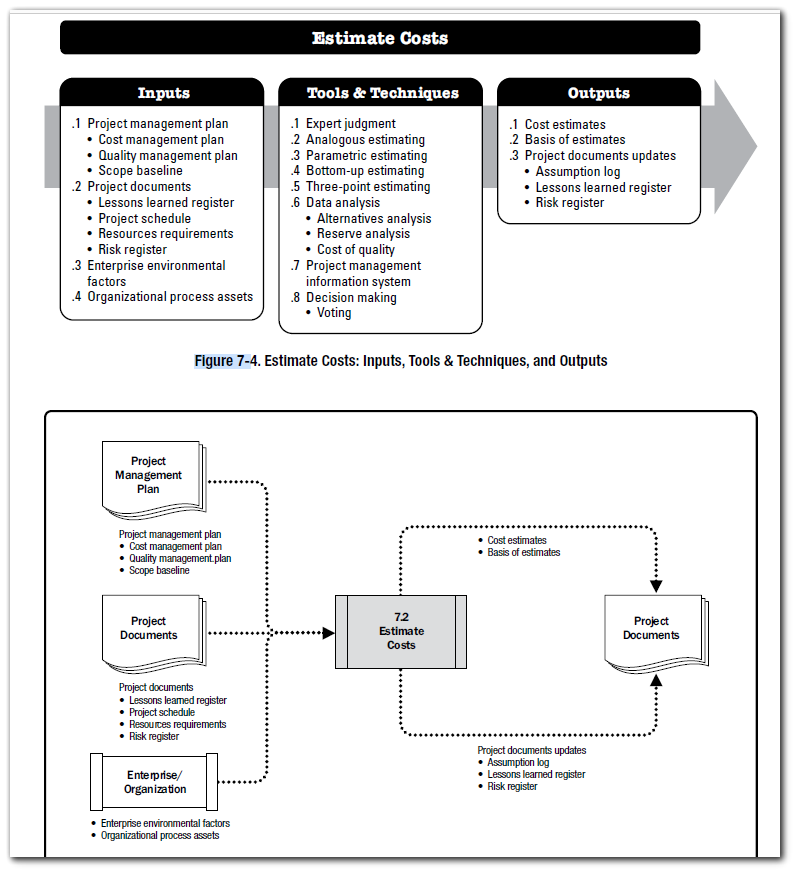 Estimate Costs
Inputs
.1 Project management plan
• Cost management plan
• Quality management plan
• Scope baseline
.2 Project documents
• Lessons learned register
• Project schedule
• Resources requirements
• Risk register
.3 Enterprise environmental
factors
.4 Organizational process assets
Tools & Techniques
.1 Expert judgment
.2 Analogous estimating
.3 Parametric estimating
.4 Bottom-up estimating
.5 Three-point estimating
.6 Data analysis
• Alternatives analysis
• Reserve analysis
• Cost of quality
.7 Project management
information system
.8 Decision making
• Voting
Outputs
.1 Cost estimates
.2 Basis of estimates
.3 Project documents updates
• Assumption log
• Lessons learned register
• Risk register
Figure 7-4. Estimate Costs: Inputs, Tools & Techniques, and Outputs
Project
Management
Plan
Project management plan
• Cost management plan
• Quality management.plan
• Scope baseline
Project
Documents
Project documents
• Lessons learned register
• Project schedule
• Resources requirements
• Risk register
Enterprise/
Organization
• Enterprise environmental factors
• Organizational process assets
7.2
Estimate
Costs
• Cost estimates
• Basis of estimates
Project
Documents
Project documents updates
• Assumption log
• Lessons learned register
• Risk register